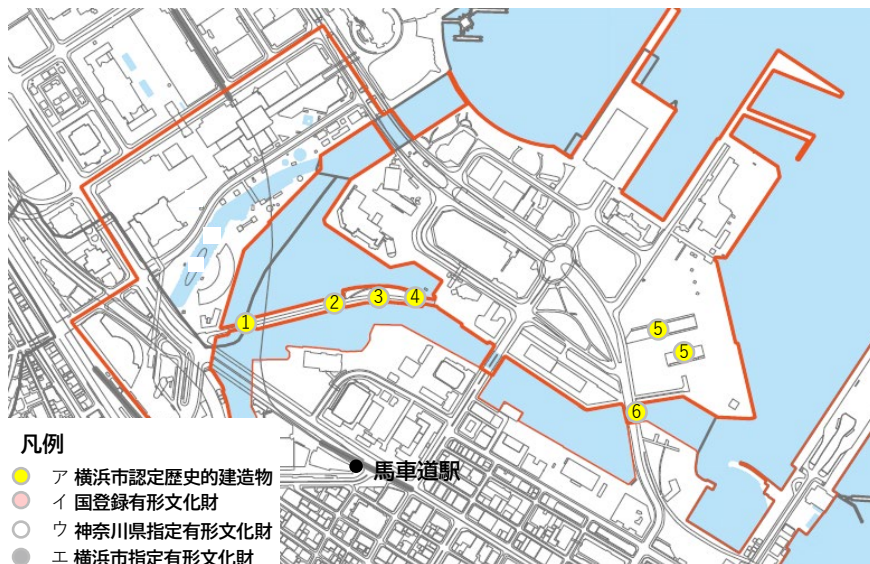 1
2
3
4
5
5
6
馬車道駅
凡例
ア 横浜市認定歴史的建造物
イ 国登録有形文化財
ウ 神奈川県指定有形文化財
エ 横浜市指定有形文化財